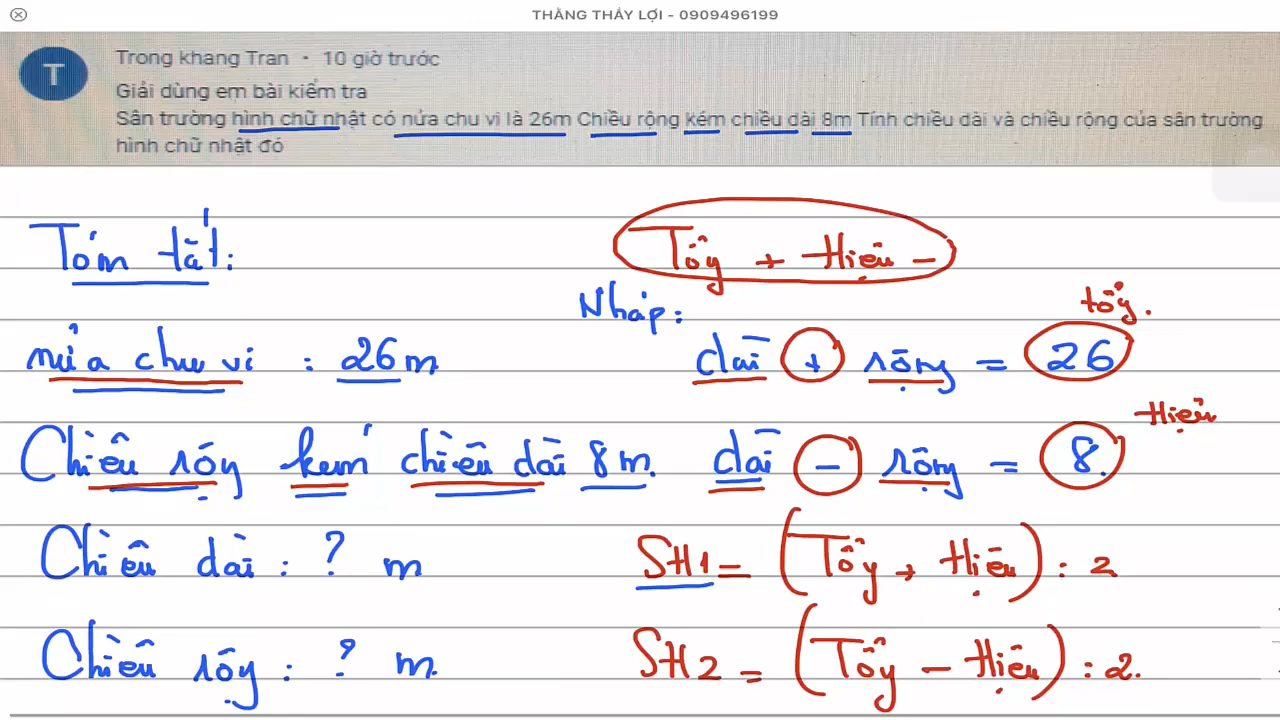 THẮNG THẦY LỢI - 0909496199
T
Trong khang Tran • 10 giờ trước
Giải dùng em bài kiểm tra
Sân trường hình chữ nhật có nửa chu vi là 26m Chiều rộng kém chiều dài 8m Tính chiều dài và chiều rộng của sân trường
hình chữ nhật đó
Tóm tắt:
Tổng + Hiệu -
Nháp:
tổng.
nửa chu vi : 26m
dài + rộng = 26
Hiệu
Chiều rộng kém chiều dài 8m.
dài - rộng = 8.
Chiều dài : ? m
SH1 = (Tổng + Hiệu) : 2
Chiều rộng : ? m.
SH2 = (Tổng - Hiệu) : 2.